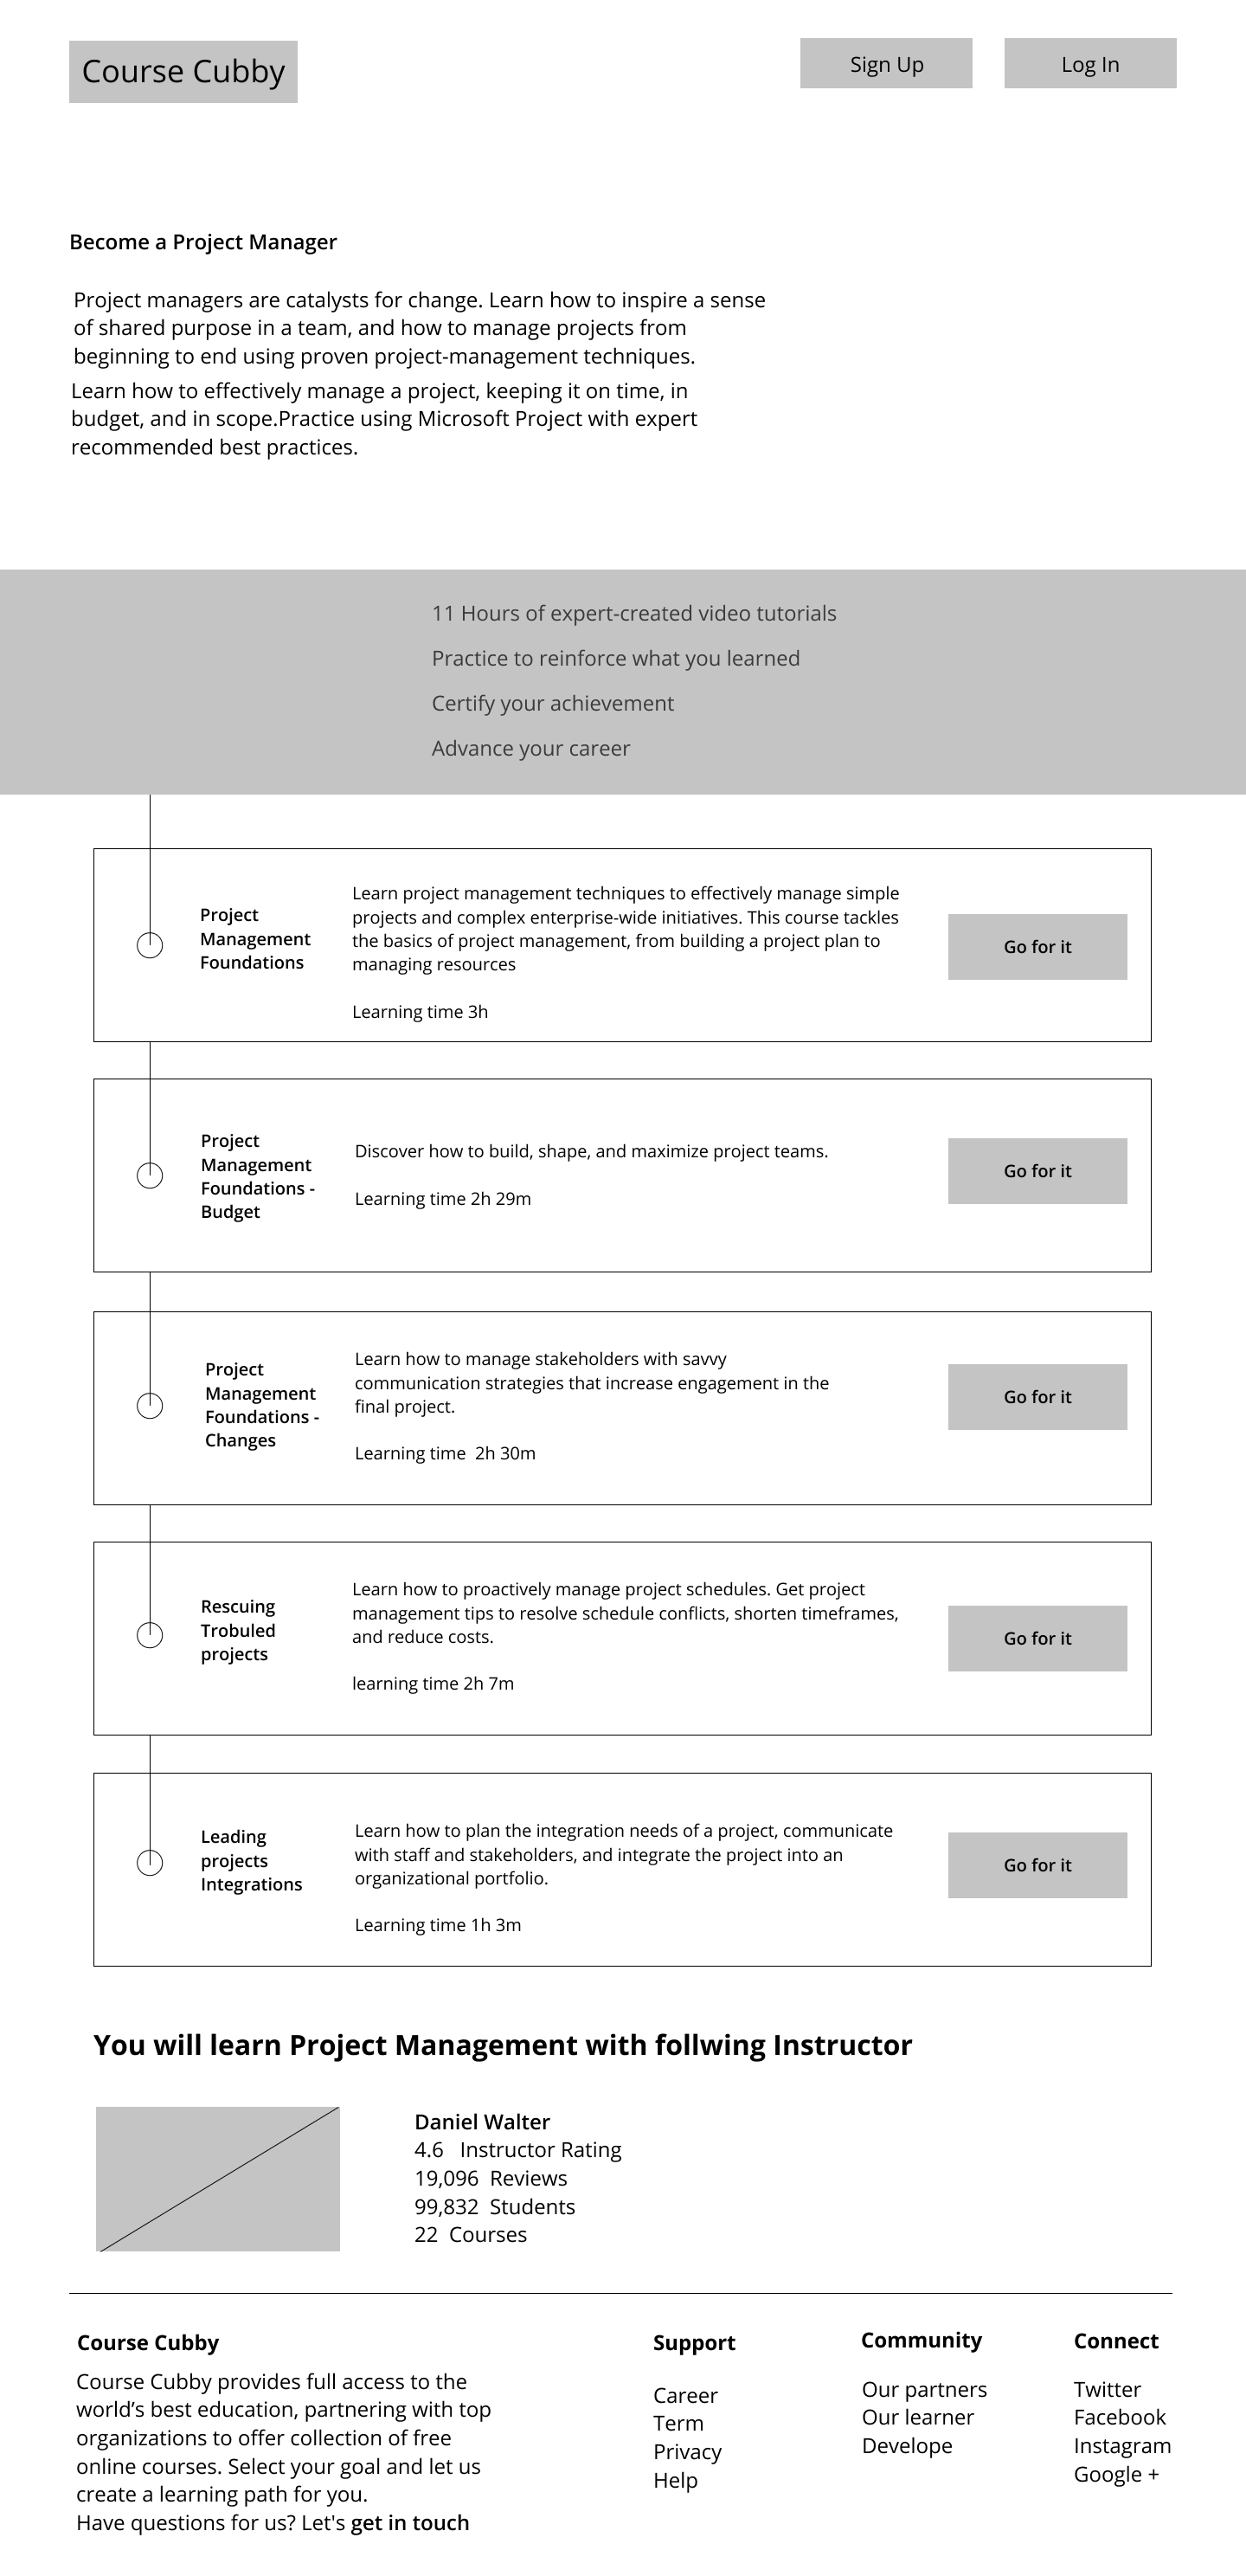 Course Cubby
Sign Up
Log In
Become a Project Manager
Project managers are catalysts for change. Learn how to inspire a sense
of shared purpose in a team, and how to manage projects from
beginning to end using proven project-management techniques.
Learn how to effectively manage a project, keeping it on time, in
budget, and in scope.Practice using Microsoft Project with expert
recommended best practices.
11 Hours of expert-created video tutorials
Practice to reinforce what you learned
Certify your achievement
Advance your career
Project
Management
Foundations
Learn project management techniques to effectively manage simple
projects and complex enterprise-wide initiatives. This course tackles
the basics of project management, from building a project plan to
managing resources
Learning time 3h
Go for it
Project
Management
Foundations -
Budget
Discover how to build, shape, and maximize project teams.
Learning time 2h 29m
Go for it
Project
Management
Foundations -
Changes
Learn how to manage stakeholders with savvy
communication strategies that increase engagement in the
final project.
Learning time  2h 30m
Go for it
Rescuing
Trobuled
projects
Learn how to proactively manage project schedules. Get project
management tips to resolve schedule conflicts, shorten timeframes,
and reduce costs.
learning time 2h 7m
Go for it
Leading
projects
Integrations
Learn how to plan the integration needs of a project, communicate
with staff and stakeholders, and integrate the project into an
organizational portfolio.
Learning time 1h 3m
Go for it
You will learn Project Management with follwing Instructor
Daniel Walter
4.6   Instructor Rating
19,096  Reviews
99,832  Students
22  Courses
Course Cubby
Course Cubby provides full access to the
world’s best education, partnering with top
organizations to offer collection of free
online courses. Select your goal and let us
create a learning path for you.
Have questions for us? Let's get in touch
Support
Career
Term
Privacy
Help
Community
Our partners
Our learner
Develope
Connect
Twitter
Facebook
Instagram
Google +